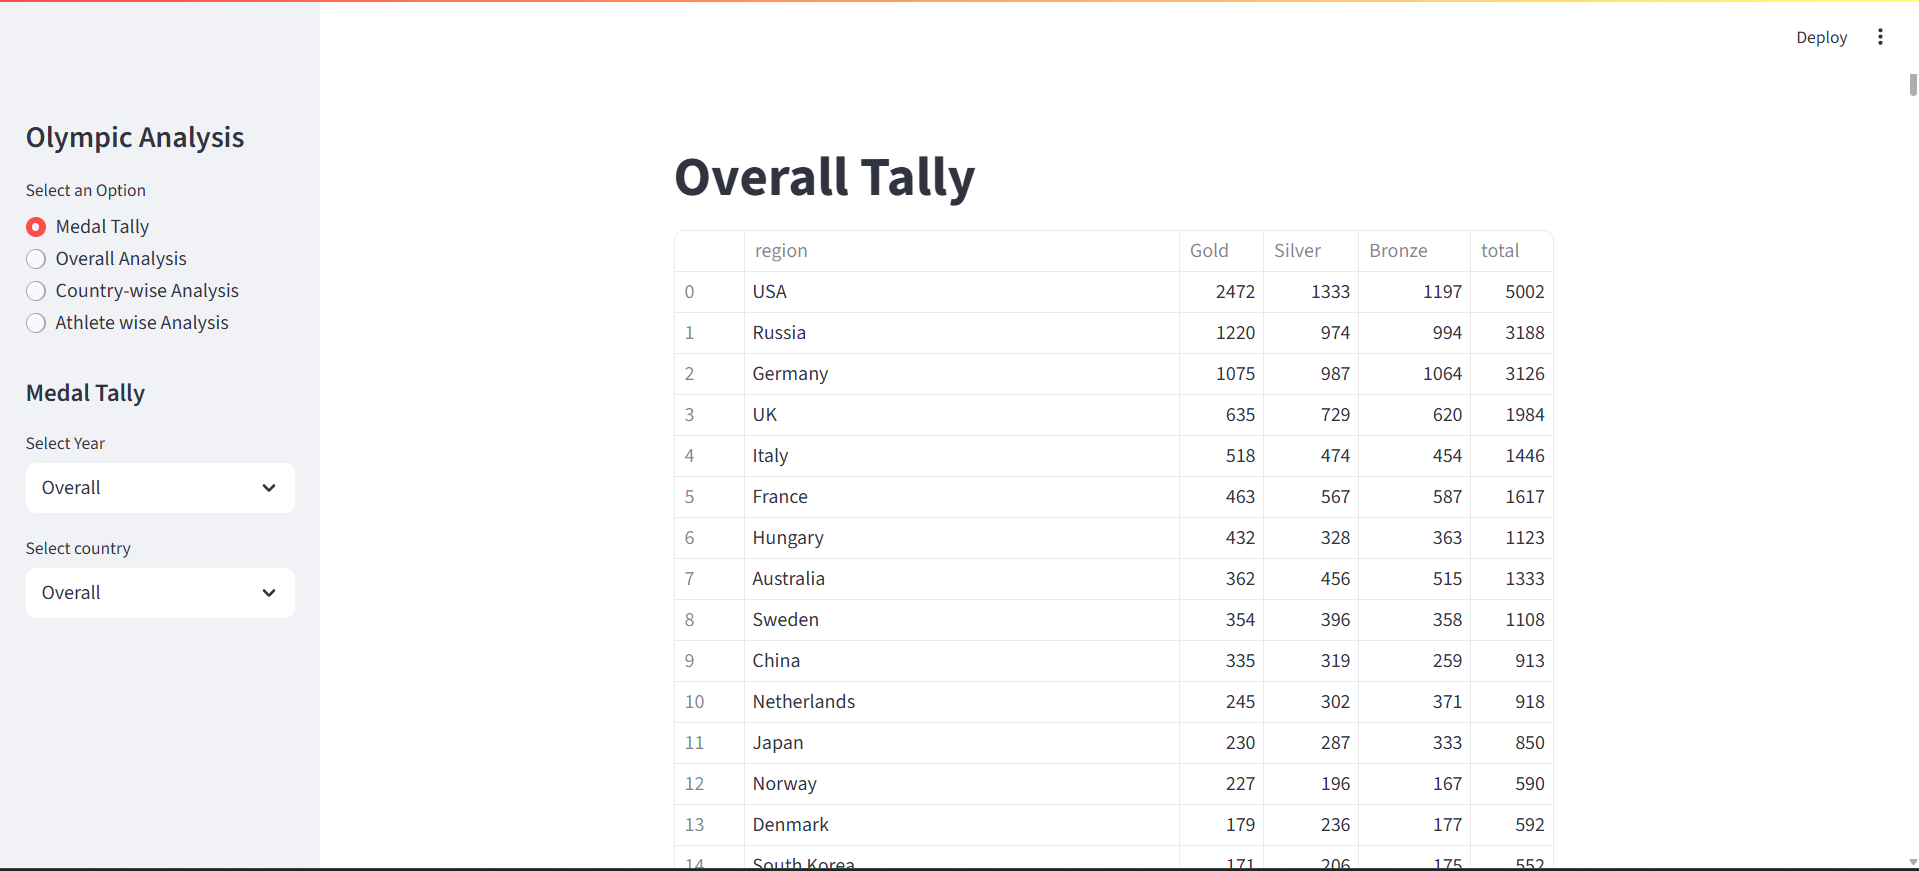 Deploy
Olympic Analysis
Select an Option
Medal Tally
Overall Analysis
Country-wise Analysis
Athlete wise Analysis
Medal Tally
Select Year
Overall
Select country
Overall
Overall Tally
region Gold Silver Bronze total
0 USA 2472 1333 1197 5002
1 Russia 1220 974 994 3188
2 Germany 1075 987 1064 3126
3 UK 635 729 620 1984
4 Italy 518 474 454 1446
5 France 463 567 587 1617
6 Hungary 432 328 363 1123
7 Australia 362 456 515 1333
8 Sweden 354 396 358 1108
9 China 335 319 259 913
10 Netherlands 245 302 371 918
11 Japan 230 287 333 850
12 Norway 227 196 167 590
13 Denmark 179 236 177 592
14 South Korea 171 206 175 552